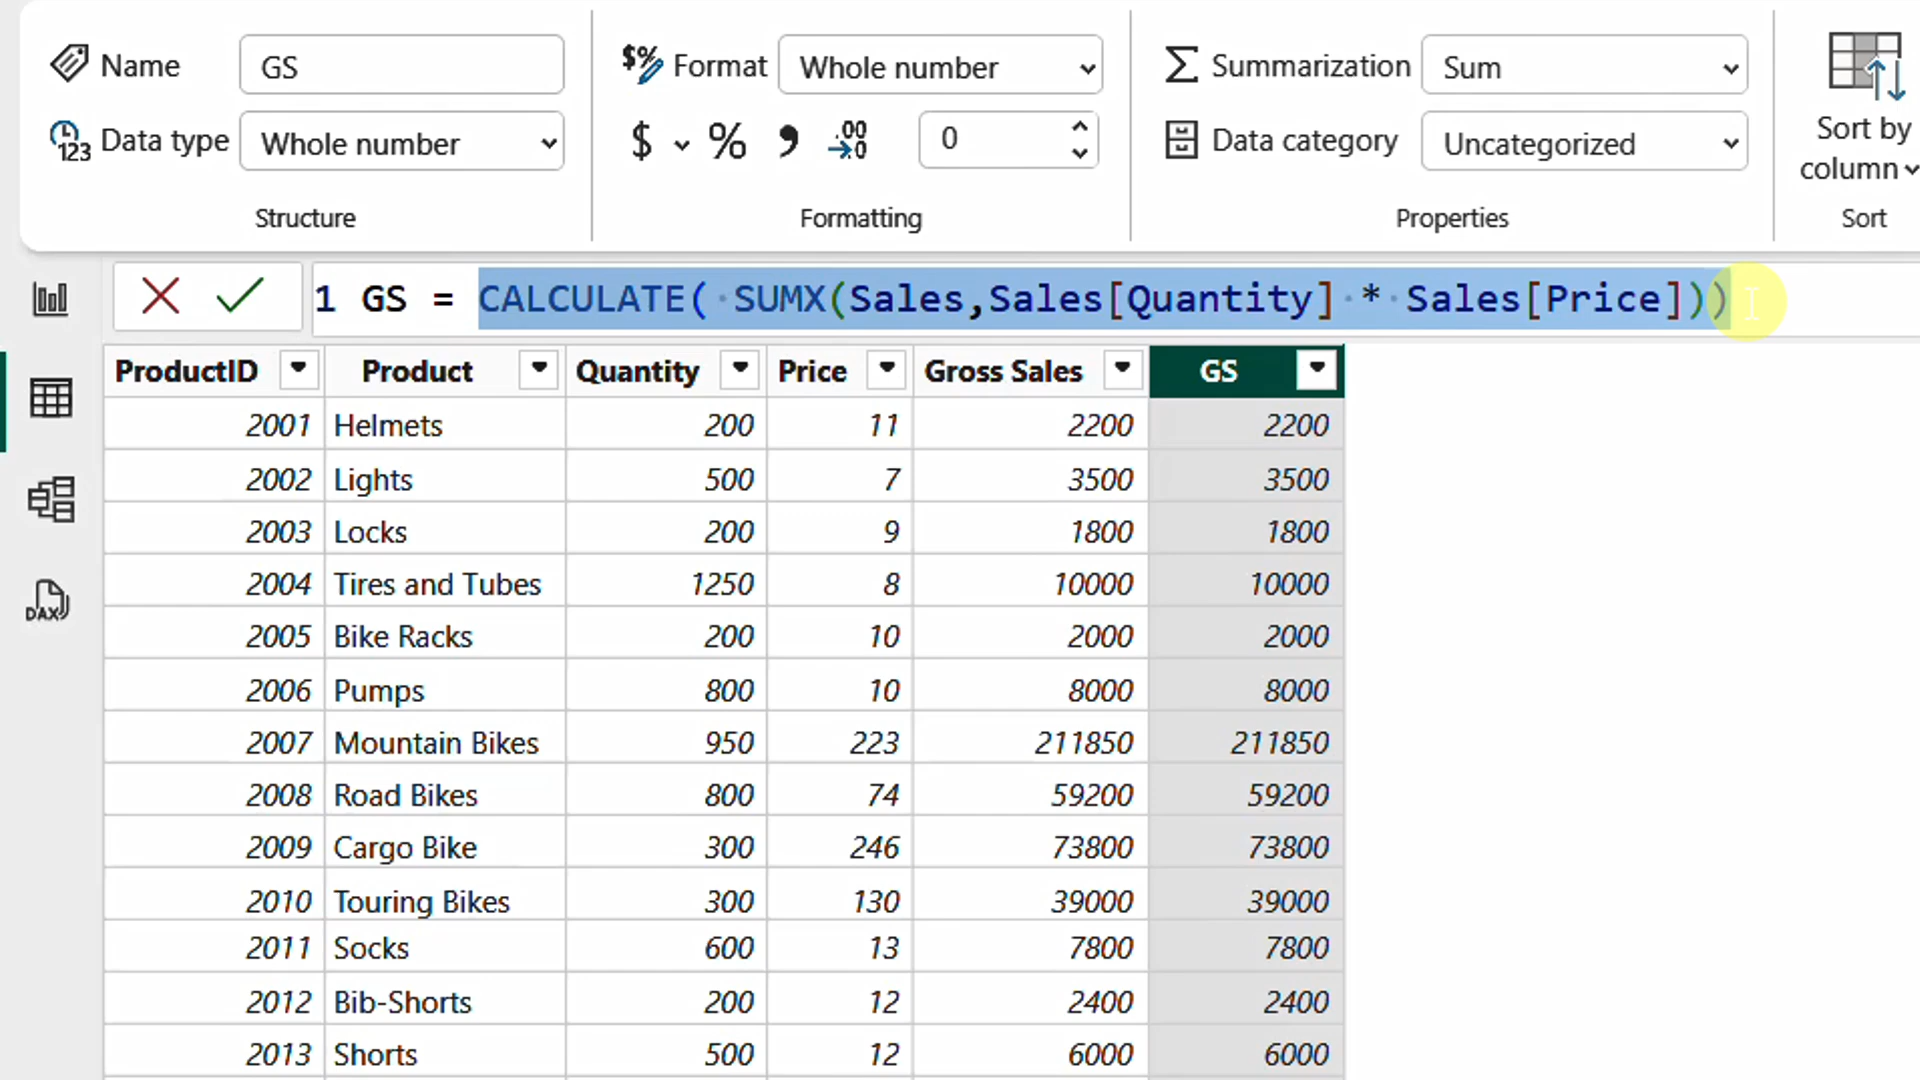 Name GS
Format Whole number
Summarization Sum
Data type Whole number
$ % 0
Data category Uncategorized
Sort by
column
Structure
Formatting
Properties
Sort
1 GS = CALCULATE( SUMX(Sales,Sales[Quantity] * Sales[Price]))
ProductID Product Quantity Price Gross Sales GS
2001 Helmets 200 11 2200 2200
2002 Lights 500 7 3500 3500
2003 Locks 200 9 1800 1800
2004 Tires and Tubes 1250 8 10000 10000
2005 Bike Racks 200 10 2000 2000
2006 Pumps 800 10 8000 8000
2007 Mountain Bikes 950 223 211850 211850
2008 Road Bikes 800 74 59200 59200
2009 Cargo Bike 300 246 73800 73800
2010 Touring Bikes 300 130 39000 39000
2011 Socks 600 13 7800 7800
2012 Bib-Shorts 200 12 2400 2400
2013 Shorts 500 12 6000 6000
DAX